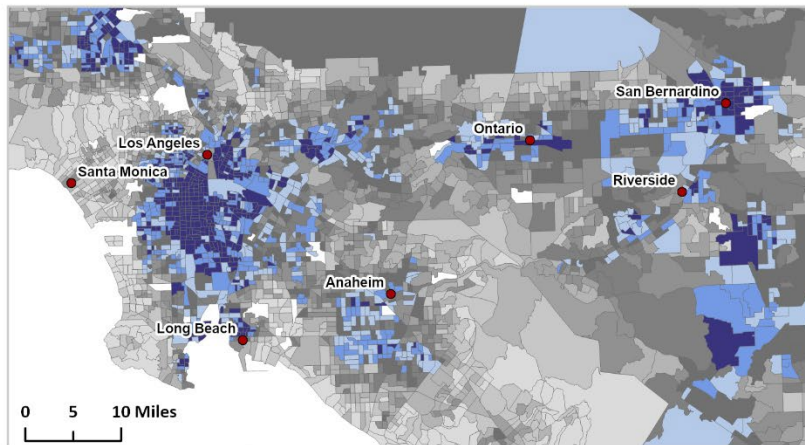 San Bernardino
Ontario
Los Angeles
Santa Monica
Riverside
Anaheim
Long Beach
0 5 10 Miles